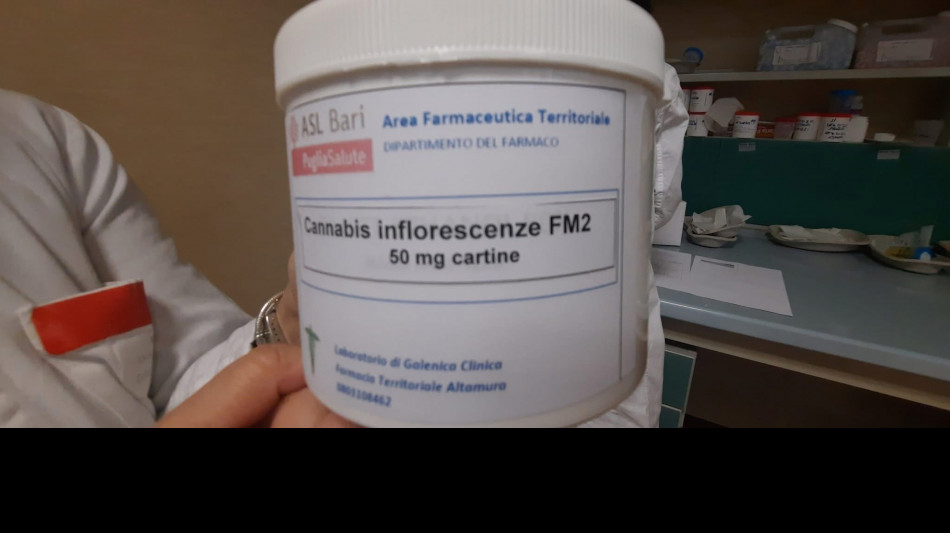 ASL Bari
PugliaSalute
Area Farmaceutica Territoriale
DIPARTIMENTO DEL FARMACO
Cannabis inflorescenze FM2
50 mg cartine
Laboratorio di Galenica Clinica
Farmacia Territoriale Altamura
0803108462